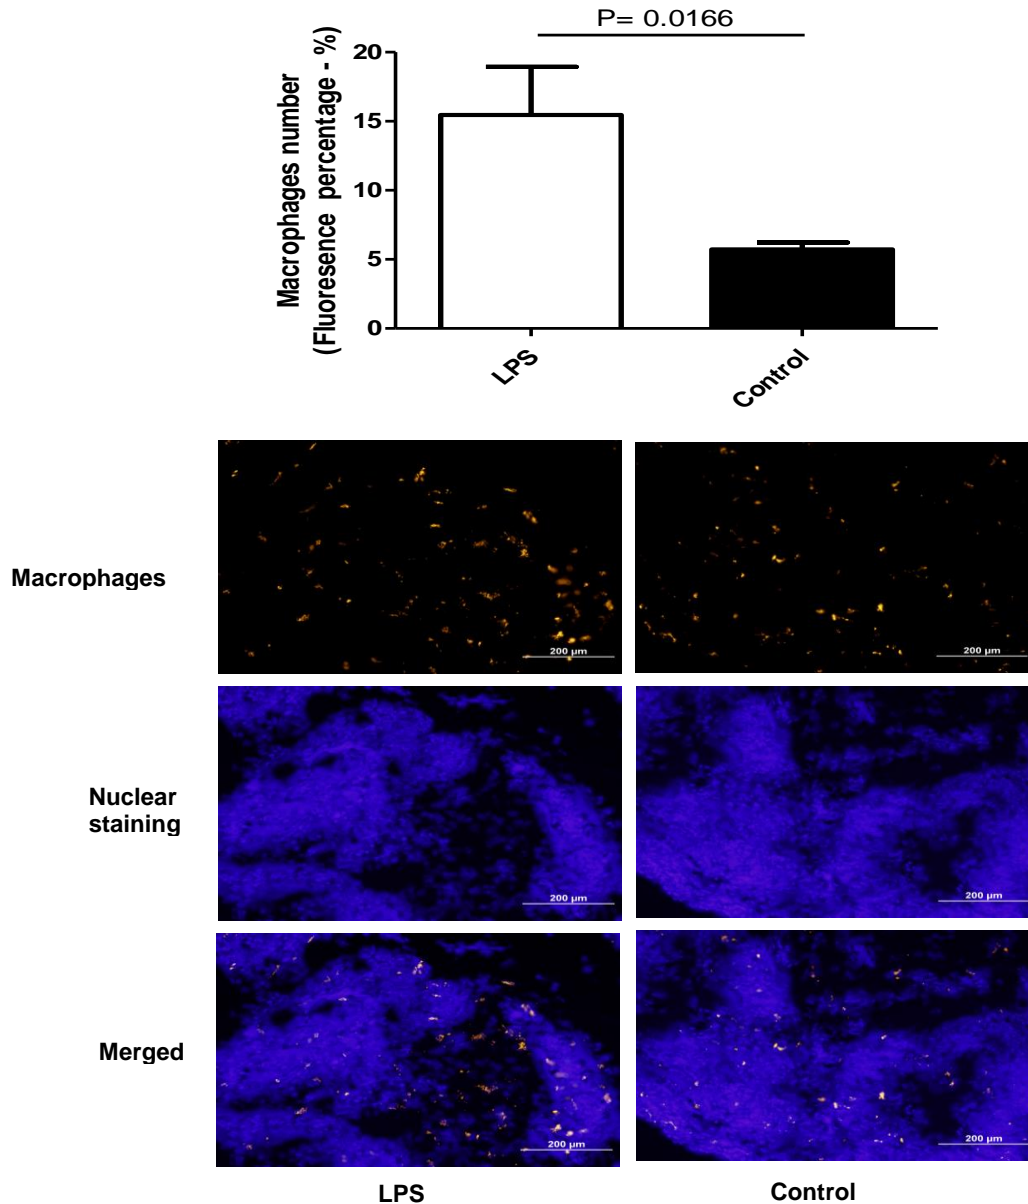 P= 0.0166
Macrophages number
(Fluoresence percentage - %)
20
15
10
5
0
LPS
Control
Macrophages
200 µm
200 µm
Nuclear
staining
200 µm
200 µm
Merged
200 µm
200 µm
LPS
Control